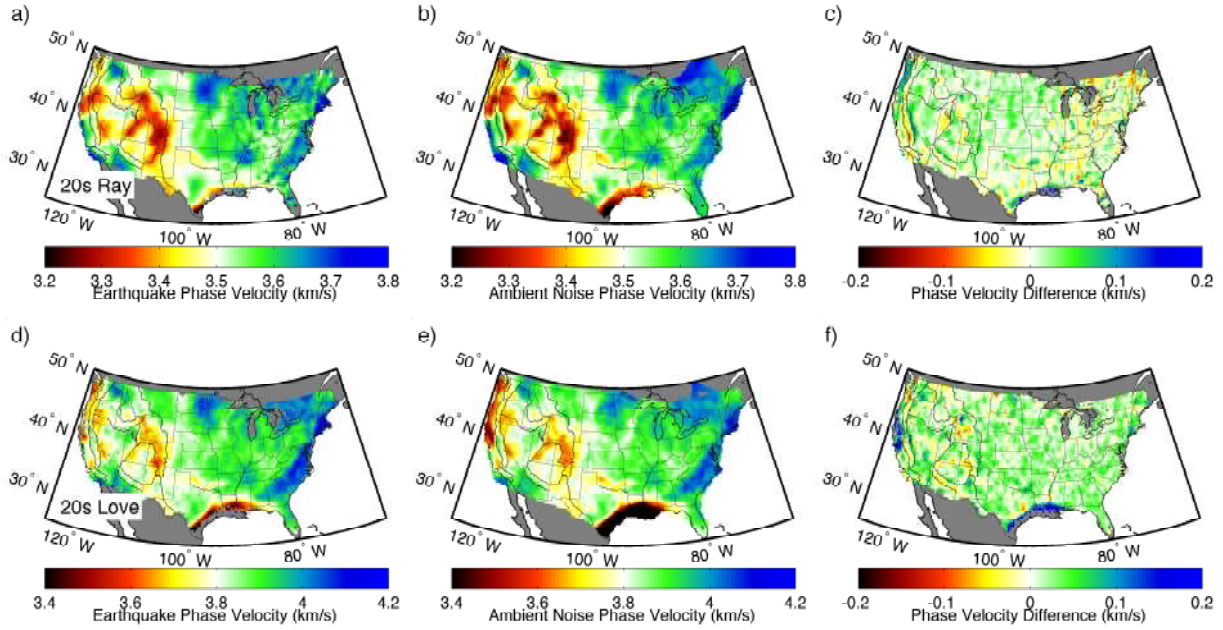 a)
50° N
40° N
30° N
20s Ray
120° W
100° W
80° W
3.2 3.3 3.4 3.5 3.6 3.7 3.8
Earthquake Phase Velocity (km/s)
b)
50° N
40° N
30° N
120° W
100° W
80° W
3.2 3.3 3.4 3.5 3.6 3.7 3.8
Ambient Noise Phase Velocity (km/s)
c)
50° N
40° N
30° N
120° W
100° W
80° W
-0.2 -0.1 0 0.1 0.2
Phase Velocity Difference (km/s)
d)
50° N
40° N
30° N
20s Love
120° W
100° W
80° W
3.4 3.6 3.8 4 4.2
Earthquake Phase Velocity (km/s)
e)
50° N
40° N
30° N
120° W
100° W
80° W
3.4 3.6 3.8 4 4.2
Ambient Noise Phase Velocity (km/s)
f)
50° N
40° N
30° N
120° W
100° W
80° W
-0.2 -0.1 0 0.1 0.2
Phase Velocity Difference (km/s)